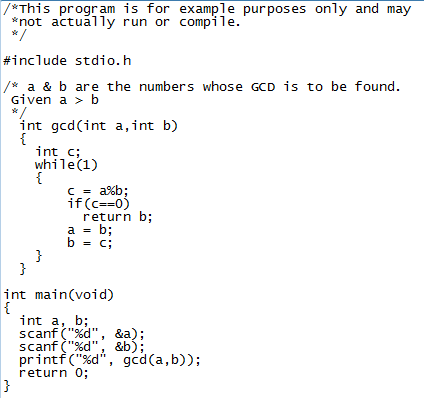 /*This program is for example purposes only and may
*not actually run or compile.
*/
#include stdio.h
/* a & b are the numbers whose GCD is to be found.
Given a > b
*/
int gcd(int a,int b)
{
int c;
while(1)
{
c = a%b;
if(c==0)
return b;
a = b;
b = c;
}
}
int main(void)
{
int a, b;
scanf("%d", &a);
scanf("%d", &b);
printf("%d", gcd(a,b));
return 0;
}